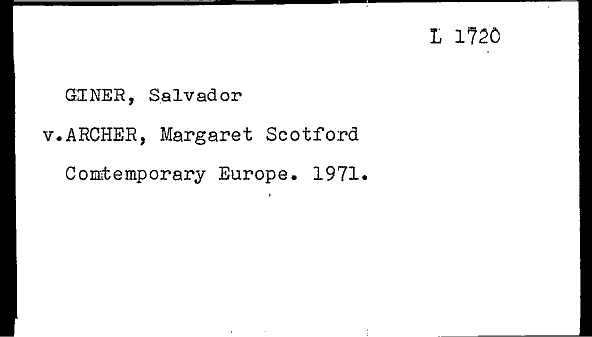 L 1720
GINER, Salvador
v.ARCHER, Margaret Scotford
Comtemporary Europe. 1971.